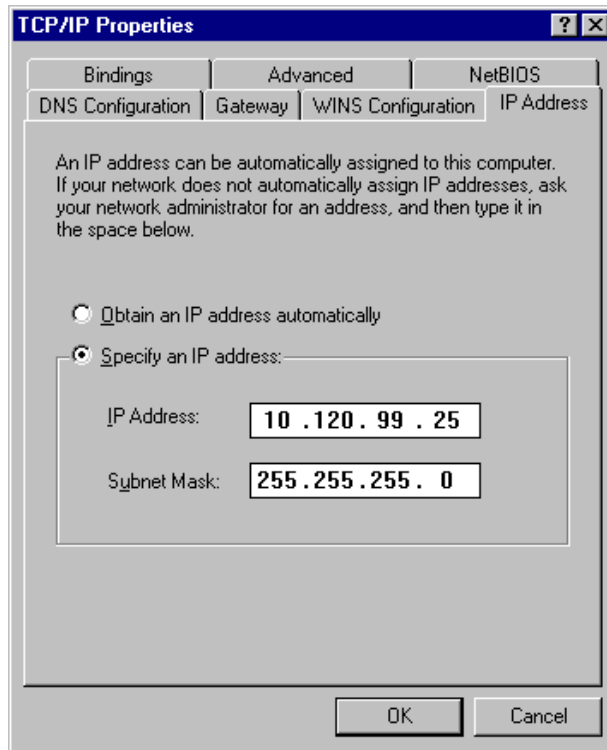 TCP/IP Properties
Bindings Advanced NetBIOS
DNS Configuration Gateway WINS Configuration IP Address
An IP address can be automatically assigned to this computer.
If your network does not automatically assign IP addresses, ask
your network administrator for an address, and then type it in
the space below.
Obtain an IP address automatically
Specify an IP address:
IP Address: 10 .120. 99 . 25
Subnet Mask: 255.255.255. 0
OK Cancel